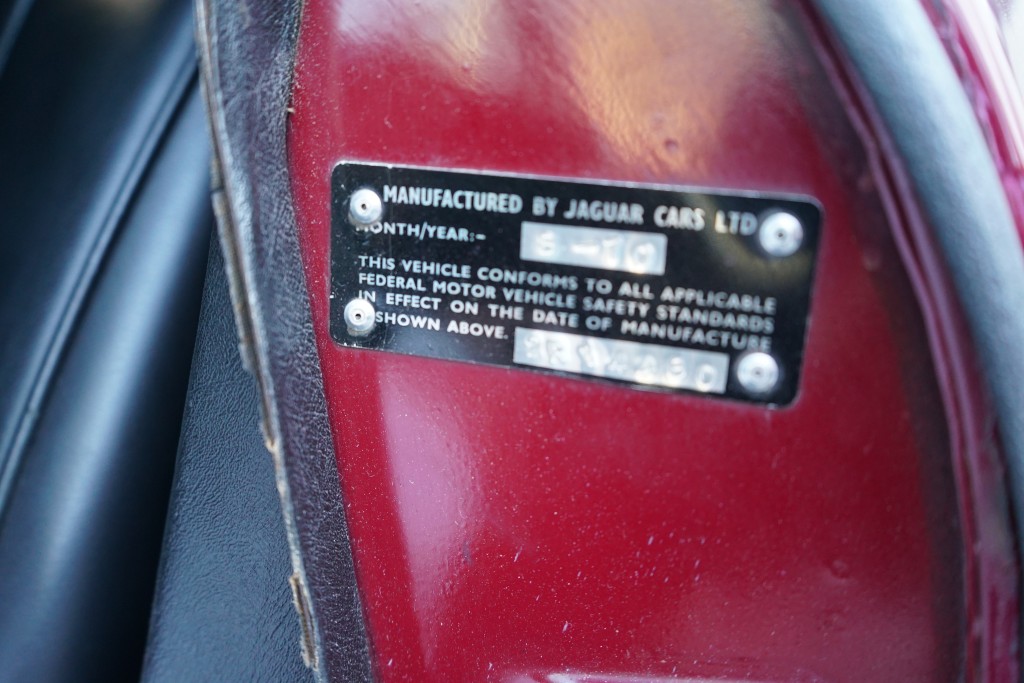 MANUFACTURED BY JAGUAR CARS LTD
MONTH/YEAR:-
THIS VEHICLE CONFORMS TO ALL APPLICABLE
FEDERAL MOTOR VEHICLE SAFETY STANDARDS
IN EFFECT ON THE DATE OF MANUFACTURE
SHOWN ABOVE.